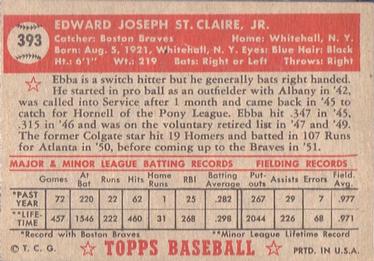 393
EDWARD JOSEPH ST. CLAIRE, JR.
Catcher: Boston Braves Home: Whitehall, N. Y.
Born: Aug. 5, 1921, Whitehall, N. Y. Eyes: Blue Hair: Black
Ht.: 6'1" Wt.: 219 Bats: Right or Left Throws: Right
Ebba is a switch hitter but he generally bats right handed.
He started in pro ball as an outfielder with Albany in '42,
was called into Service after 1 month and came back in '45 to
catch for Hornell of the Pony League. Ebba hit .347 in '45,
.315 in '46 and was on the voluntary retired list in '47 and '49.
The former Colgate star hit 19 Homers and batted in 107 Runs
for Atlanta in '50, before coming up to the Braves in '51.
MAJOR & MINOR LEAGUE BATTING RECORDS FIELDING RECORDS
Games At Bat Runs Hits Home Runs RBI Batting Average Put-outs Assists Errors Field. Av.
*PAST YEAR 72 220 22 62 1 25 .282 267 29 7 .977
**LIFE-TIME 457 1546 222 460 31 268 .298 2044 226 68 .971
*Record with Boston Braves **Minor League Lifetime Record
© T. C. G. TOPPS BASEBALL PRTD. IN U.S.A.